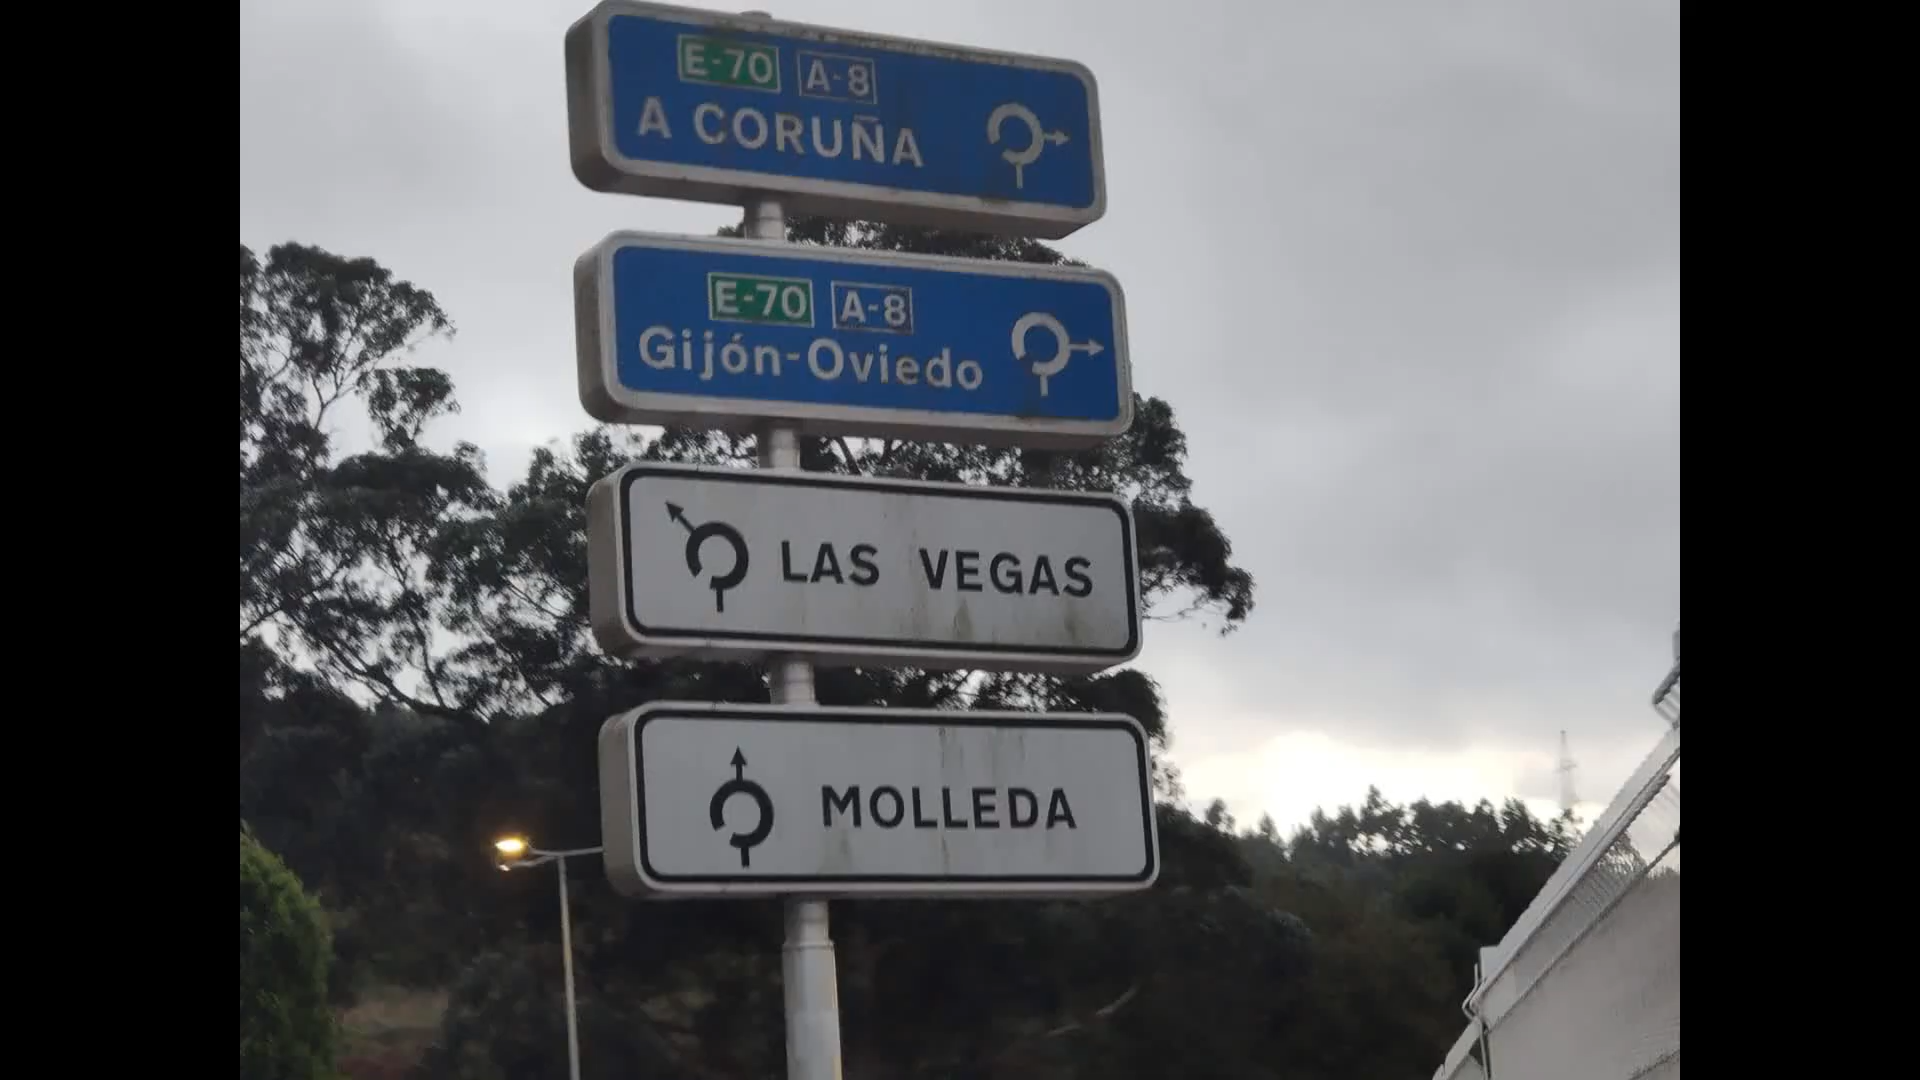 E-70 A-8
A CORUÑA
E-70 A-8
Gijón-Oviedo
LAS VEGAS
MOLLEDA